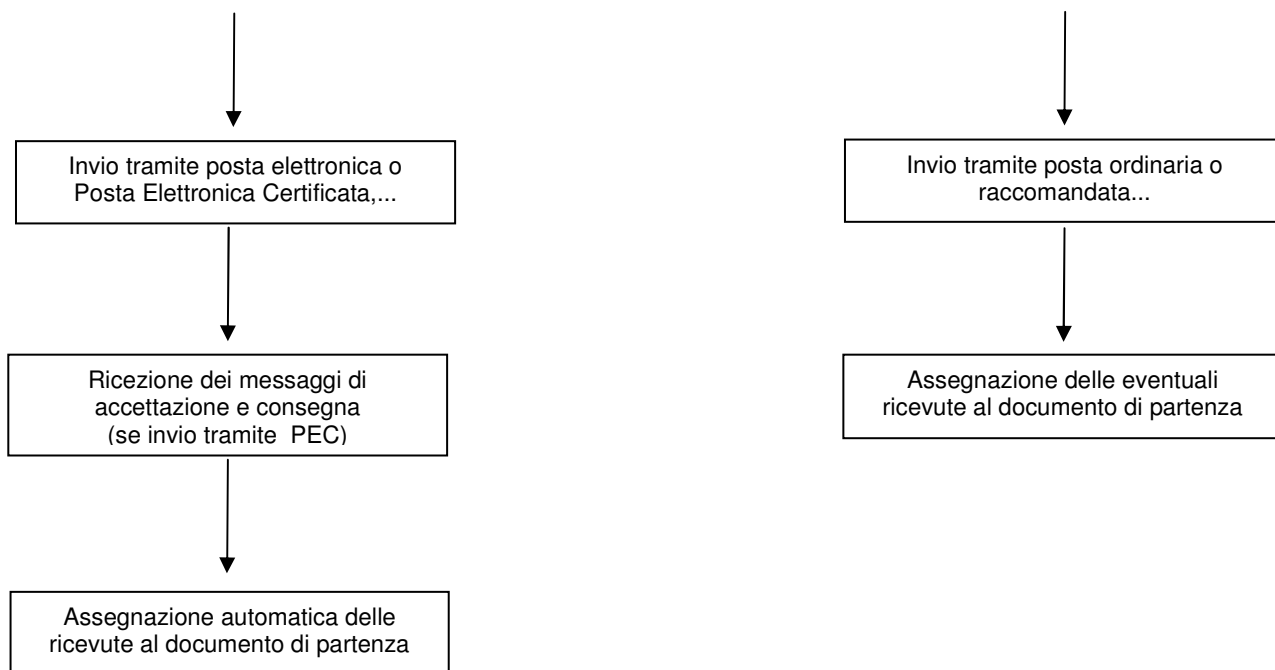 Invio tramite posta elettronica o
Posta Elettronica Certificata,...
Ricezione dei messaggi di
accettazione e consegna
(se invio tramite PEC)
Assegnazione automatica delle
ricevute al documento di partenza
Invio tramite posta ordinaria o
raccomandata...
Assegnazione delle eventuali
ricevute al documento di partenza